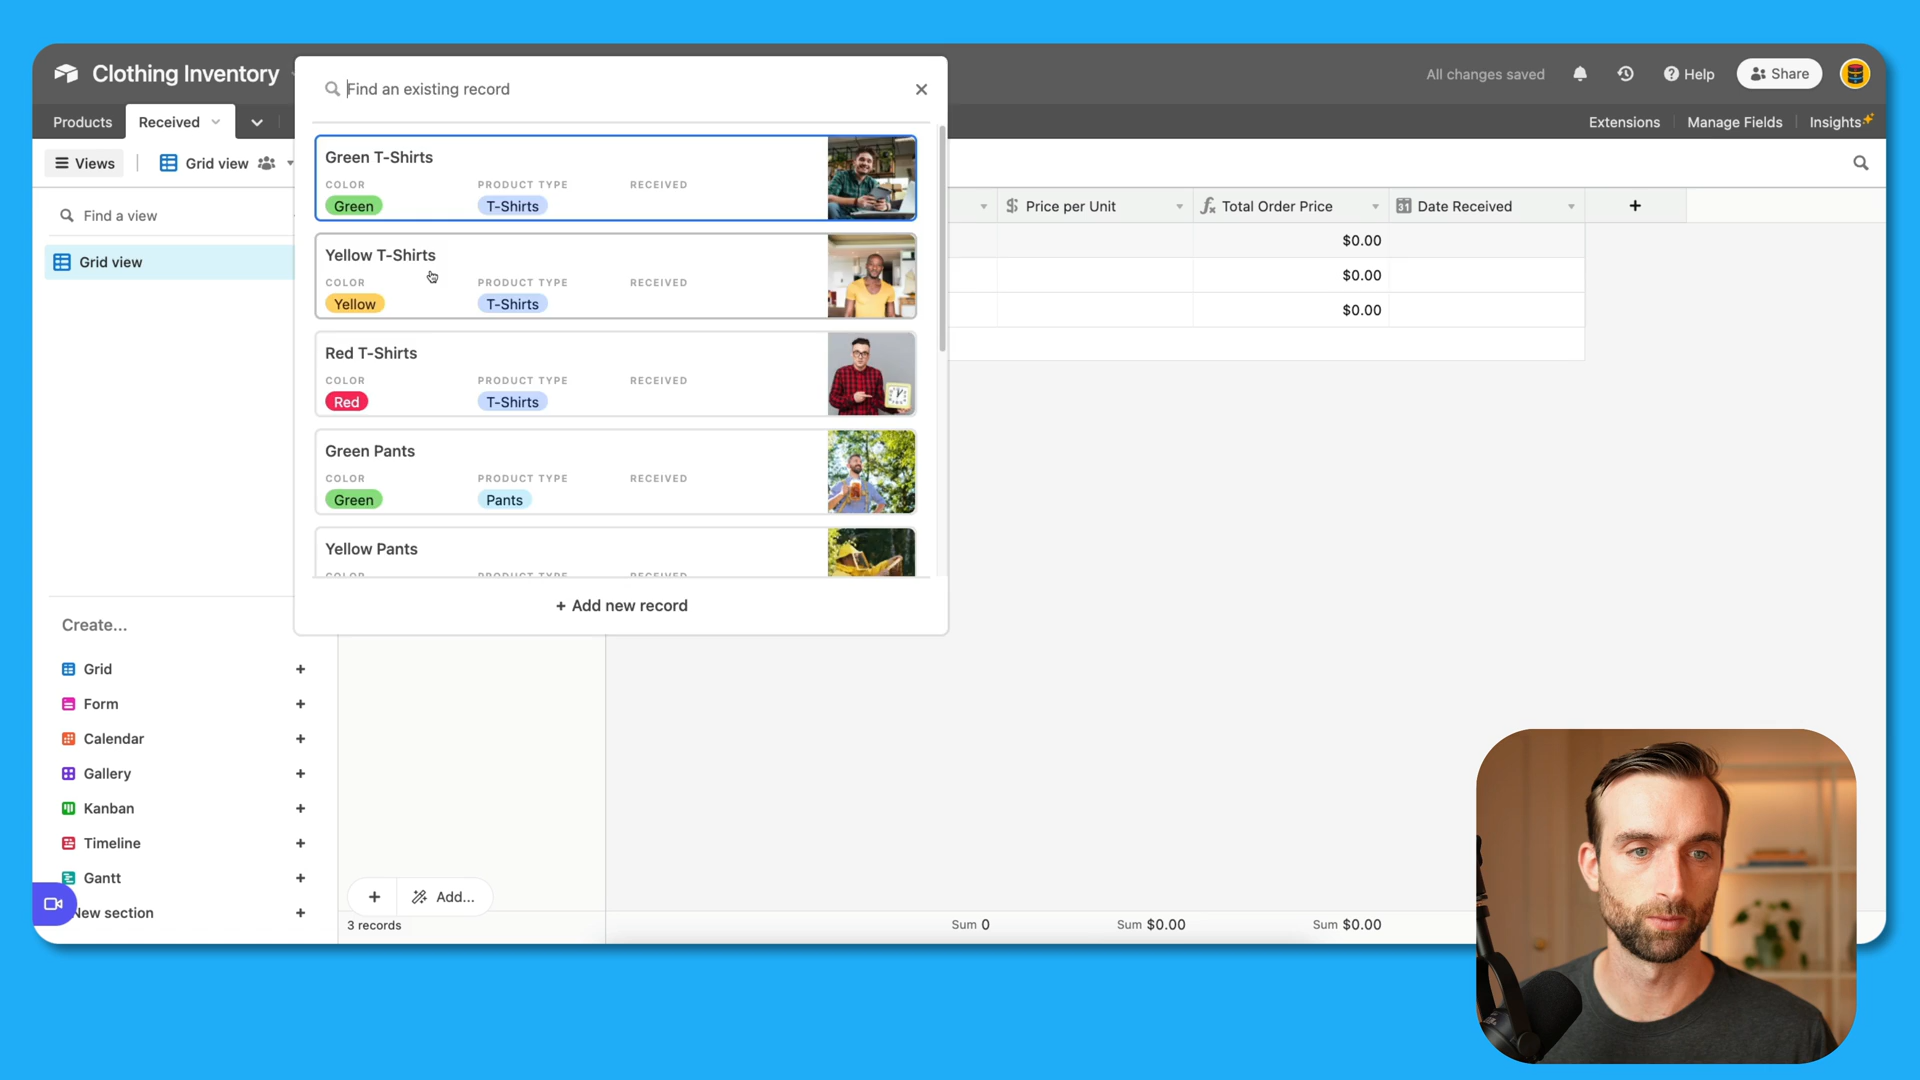 Clothing Inventory
All changes saved
Help
Share
Products
Received
Extensions
Manage Fields
Insights
Views
Grid view
Find a view
Grid view
Find an existing record
Green T-Shirts
COLOR PRODUCT TYPE RECEIVED
Green T-Shirts
Yellow T-Shirts
COLOR PRODUCT TYPE RECEIVED
Yellow T-Shirts
Red T-Shirts
COLOR PRODUCT TYPE RECEIVED
Red T-Shirts
Green Pants
COLOR PRODUCT TYPE RECEIVED
Green Pants
Yellow Pants
COLOR PRODUCT TYPE RECEIVED
+ Add new record
Price per Unit
Total Order Price
31 Date Received
+
$0.00
$0.00
$0.00
Create...
Grid +
Form +
Calendar +
Gallery +
Kanban +
Timeline +
Gantt +
New section +
+ Add...
3 records
Sum 0
Sum $0.00
Sum $0.00